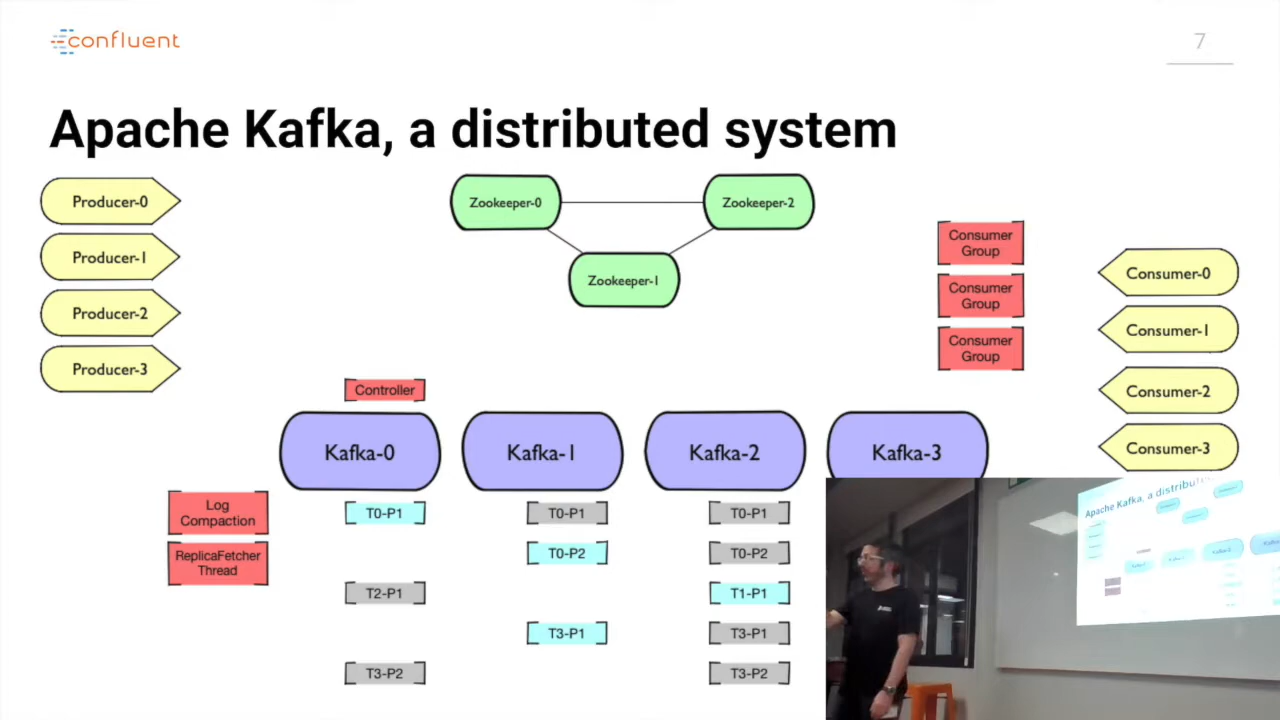 confluent
7
Apache Kafka, a distributed system
Producer-0
Producer-1
Producer-2
Producer-3
Zookeeper-0
Zookeeper-2
Zookeeper-1
Consumer
Group
Consumer
Group
Consumer
Group
Consumer-0
Consumer-1
Consumer-2
Consumer-3
Controller
Kafka-0
Kafka-1
Kafka-2
Kafka-3
Log
Compaction
ReplicaFetcher
Thread
T0-P1
T0-P1
T0-P1
T0-P2
T0-P2
T2-P1
T1-P1
T3-P1
T3-P1
T3-P2
T3-P2
Apache Kafka, a distribut